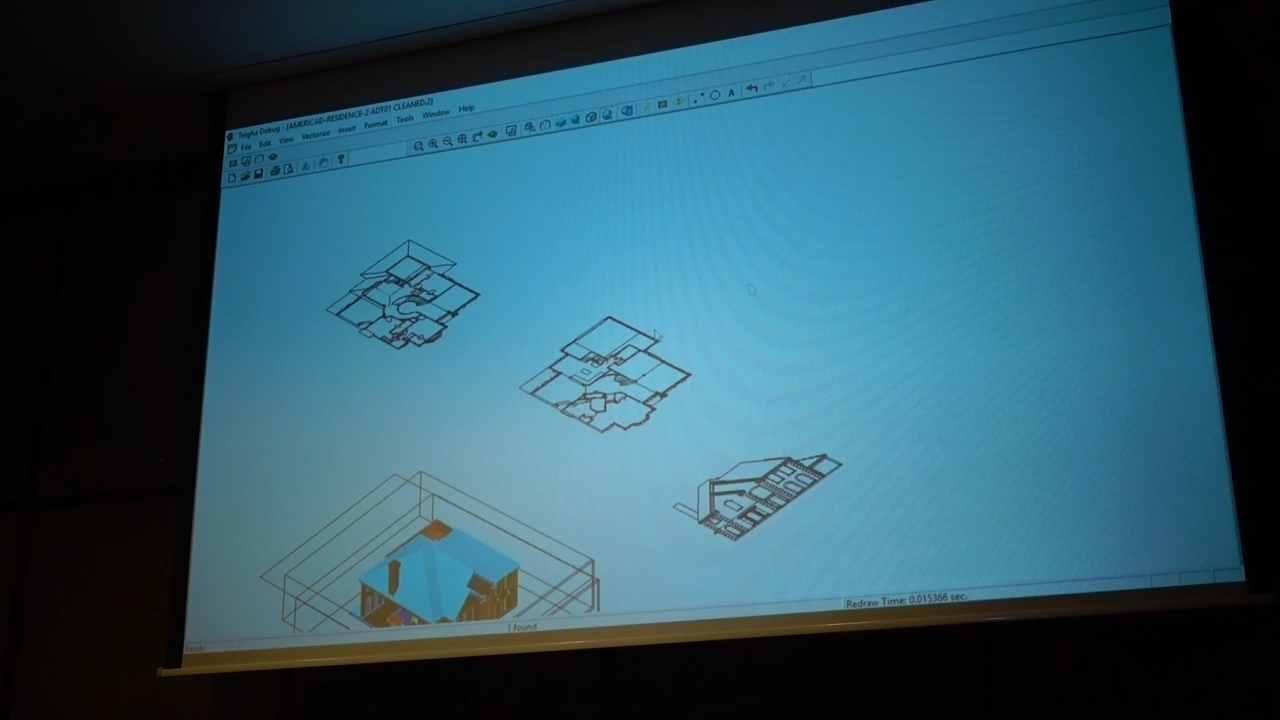 Teigha Debug - [AMERICAD-RESIDENCE-2 ADT01 CLEANED:2]
File Edit View Vectorize Insert Format Tools Window Help
A
1 found
Redraw Time: 0.015366 sec.
Ready